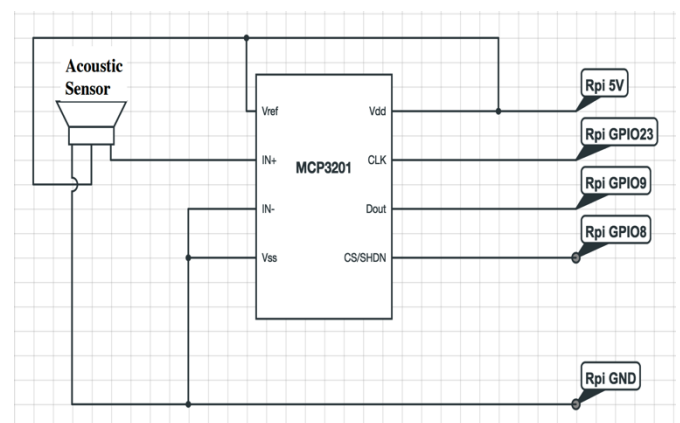 Acoustic
Sensor
Rpi 5V
Vref
Vdd
Rpi GPIO23
IN+
MCP3201
CLK
Rpi GPIO9
IN-
Dout
Rpi GPIO8
Vss
CS/SHDN
Rpi GND